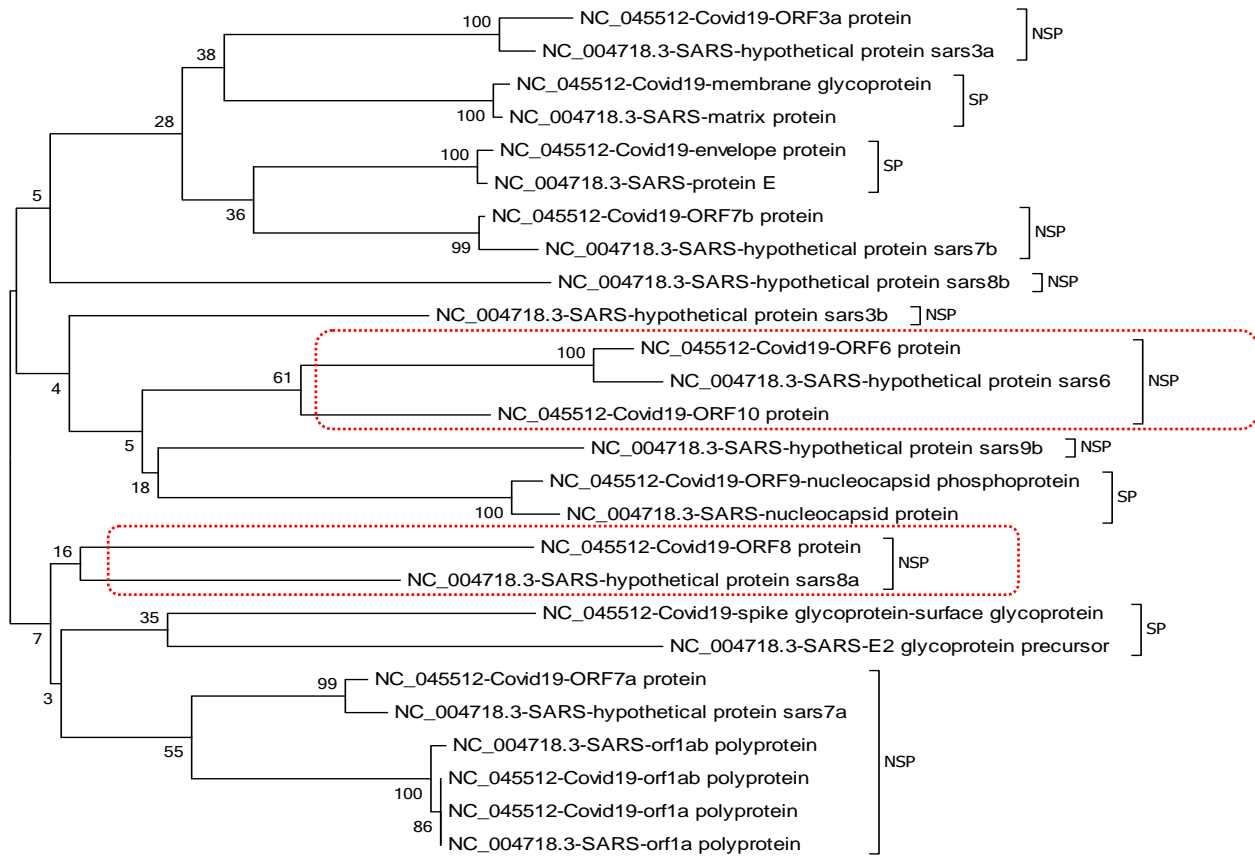 100
NC_045512-Covid19-ORF3a protein
NSP
NC_004718.3-SARS-hypothetical protein sars3a
38
NC_045512-Covid19-membrane glycoprotein
SP
100
NC_004718.3-SARS-matrix protein
28
100
NC_045512-Covid19-envelope protein
SP
NC_004718.3-SARS-protein E
5
36
NC_045512-Covid19-ORF7b protein
NSP
99
NC_004718.3-SARS-hypothetical protein sars7b
NC_004718.3-SARS-hypothetical protein sars8b
NSP
NC_004718.3-SARS-hypothetical protein sars3b
NSP
100
NC_045512-Covid19-ORF6 protein
61
NC_004718.3-SARS-hypothetical protein sars6
NSP
4
NC_045512-Covid19-ORF10 protein
5
NC_004718.3-SARS-hypothetical protein sars9b
NSP
18
NC_045512-Covid19-ORF9-nucleocapsid phosphoprotein
SP
100
NC_004718.3-SARS-nucleocapsid protein
16
NC_045512-Covid19-ORF8 protein
NSP
NC_004718.3-SARS-hypothetical protein sars8a
7
35
NC_045512-Covid19-spike glycoprotein-surface glycoprotein
SP
NC_004718.3-SARS-E2 glycoprotein precursor
3
99
NC_045512-Covid19-ORF7a protein
NC_004718.3-SARS-hypothetical protein sars7a
55
NC_004718.3-SARS-orf1ab polyprotein
NSP
NC_045512-Covid19-orf1ab polyprotein
100
NC_045512-Covid19-orf1a polyprotein
86
NC_004718.3-SARS-orf1a polyprotein